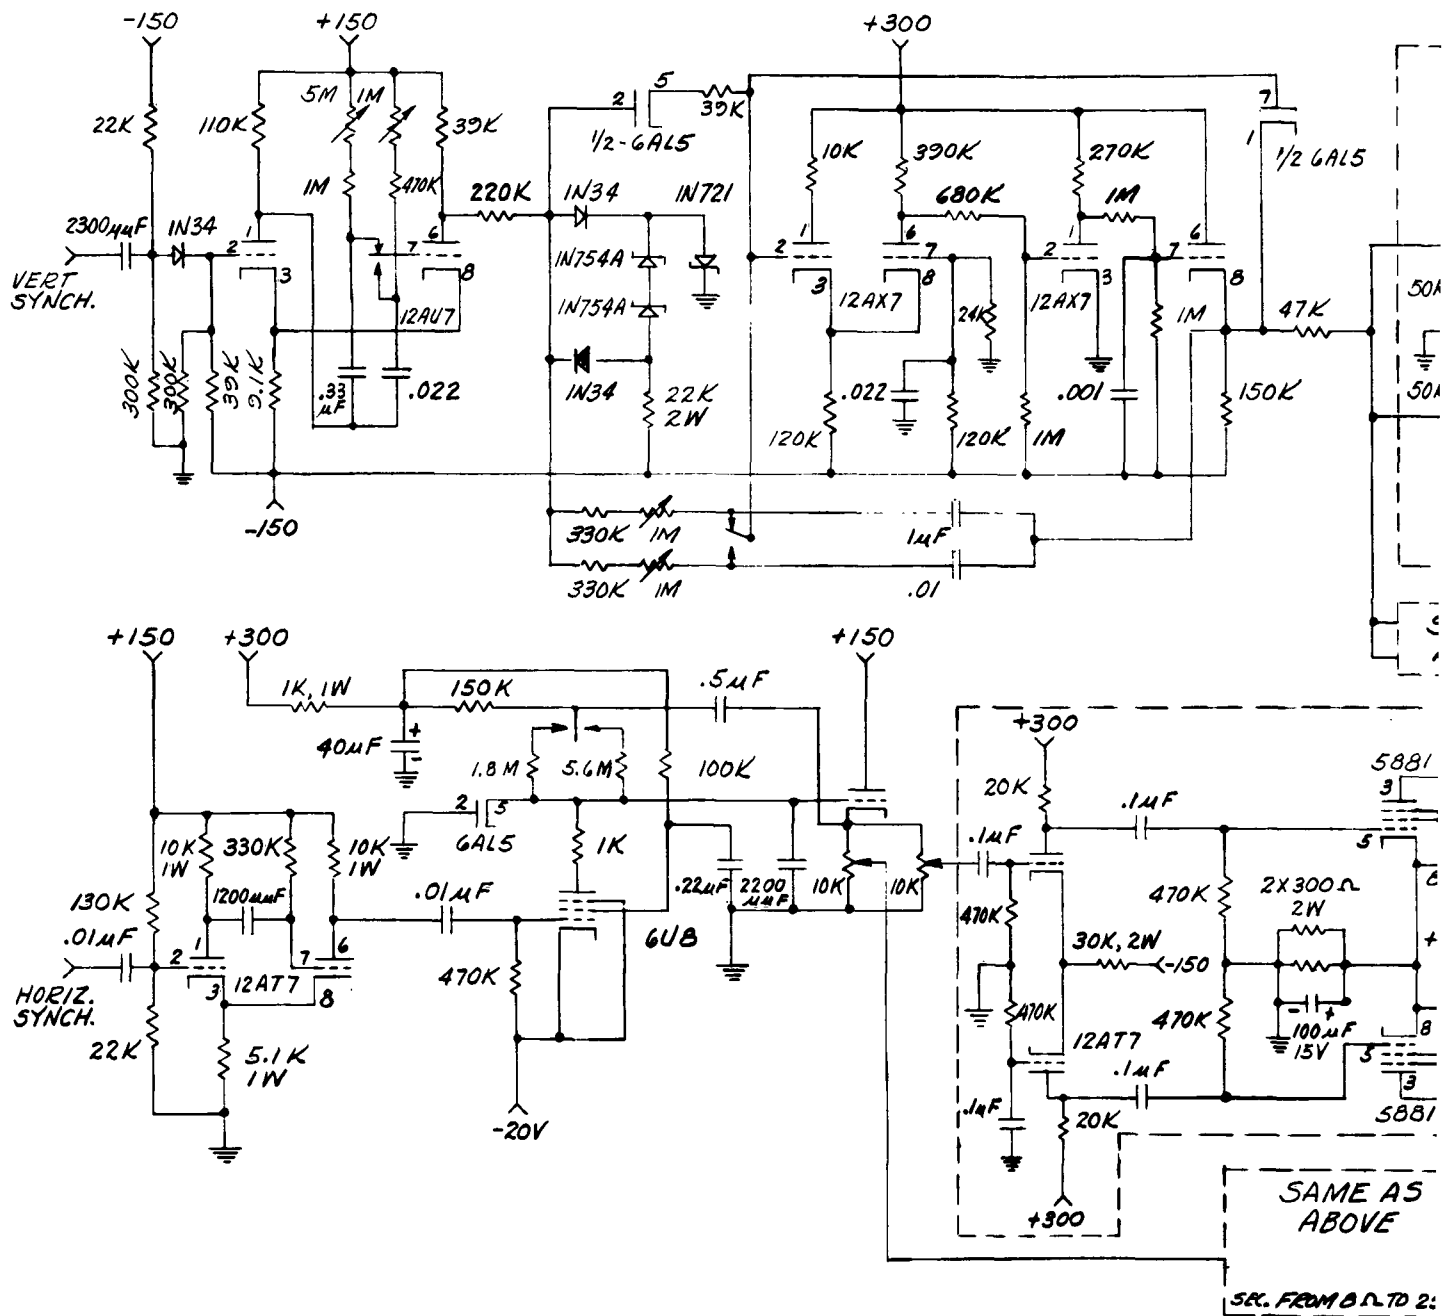 -150
+150
+300
22K
110K
5M
1M
39K
1M
470K
2300µµF
1N34
VERT
SYNCH.
1
2
3
6
7
8
12AU7
300K
300K
39K
9.1K
.33
µF
.022
-150
220K
2
5
39K
1/2-6AL5
1N34
1N721
1N754A
1N754A
1N34
22K
2W
10K
390K
680K
270K
1M
1
2
3
6
7
8
12AX7
24K
.022
120K
120K
1M
1
2
3
12AX7
.001
6
7
8
1M
150K
7
1
1/2 6AL5
47K
50K
50K
330K
1M
330K
1M
1µF
.01
+150
+300
+150
1K, 1W
150K
.5µF
40µF
+
-
1.8M
5.6M
100K
2
5
6AL5
1K
10K
1W
330K
10K
1W
1200µµF
130K
.01µF
HORIZ.
SYNCH.
22K
1
2
3
12AT7
6
7
8
5.1K
1W
.01µF
470K
6U8
-20V
.22µF
2200
µµF
10K
10K
+300
20K
.1µF
.1µF
470K
470K
30K, 2W
-150
12AT7
.1µF
.1µF
20K
+300
470K
470K
2X300Ω
2W
-
+
100µF
15V
5881
3
5
8
+
8
5
3
5881
SAME AS
ABOVE
SEC. FROM 8Ω TO